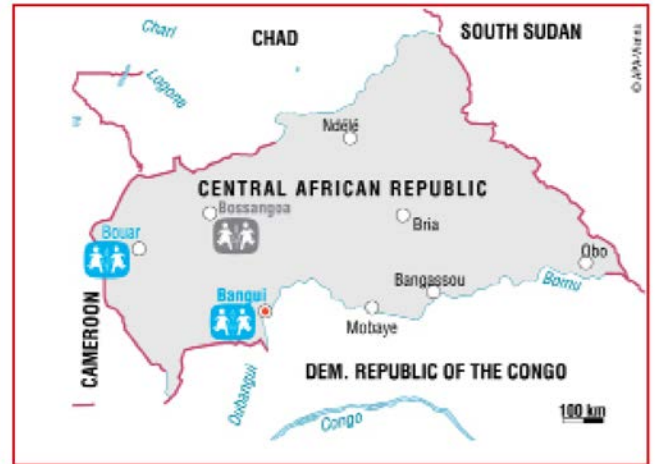 Chari
CHAD
SOUTH SUDAN
Logone
Ndélé
CENTRAL AFRICAN REPUBLIC
Bossangoa
Bria
Bouar
Obo
Bangassou
Bomu
Bangui
Mobaye
CAMEROON
DEM. REPUBLIC OF THE CONGO
Oubangui
Congo
100 km